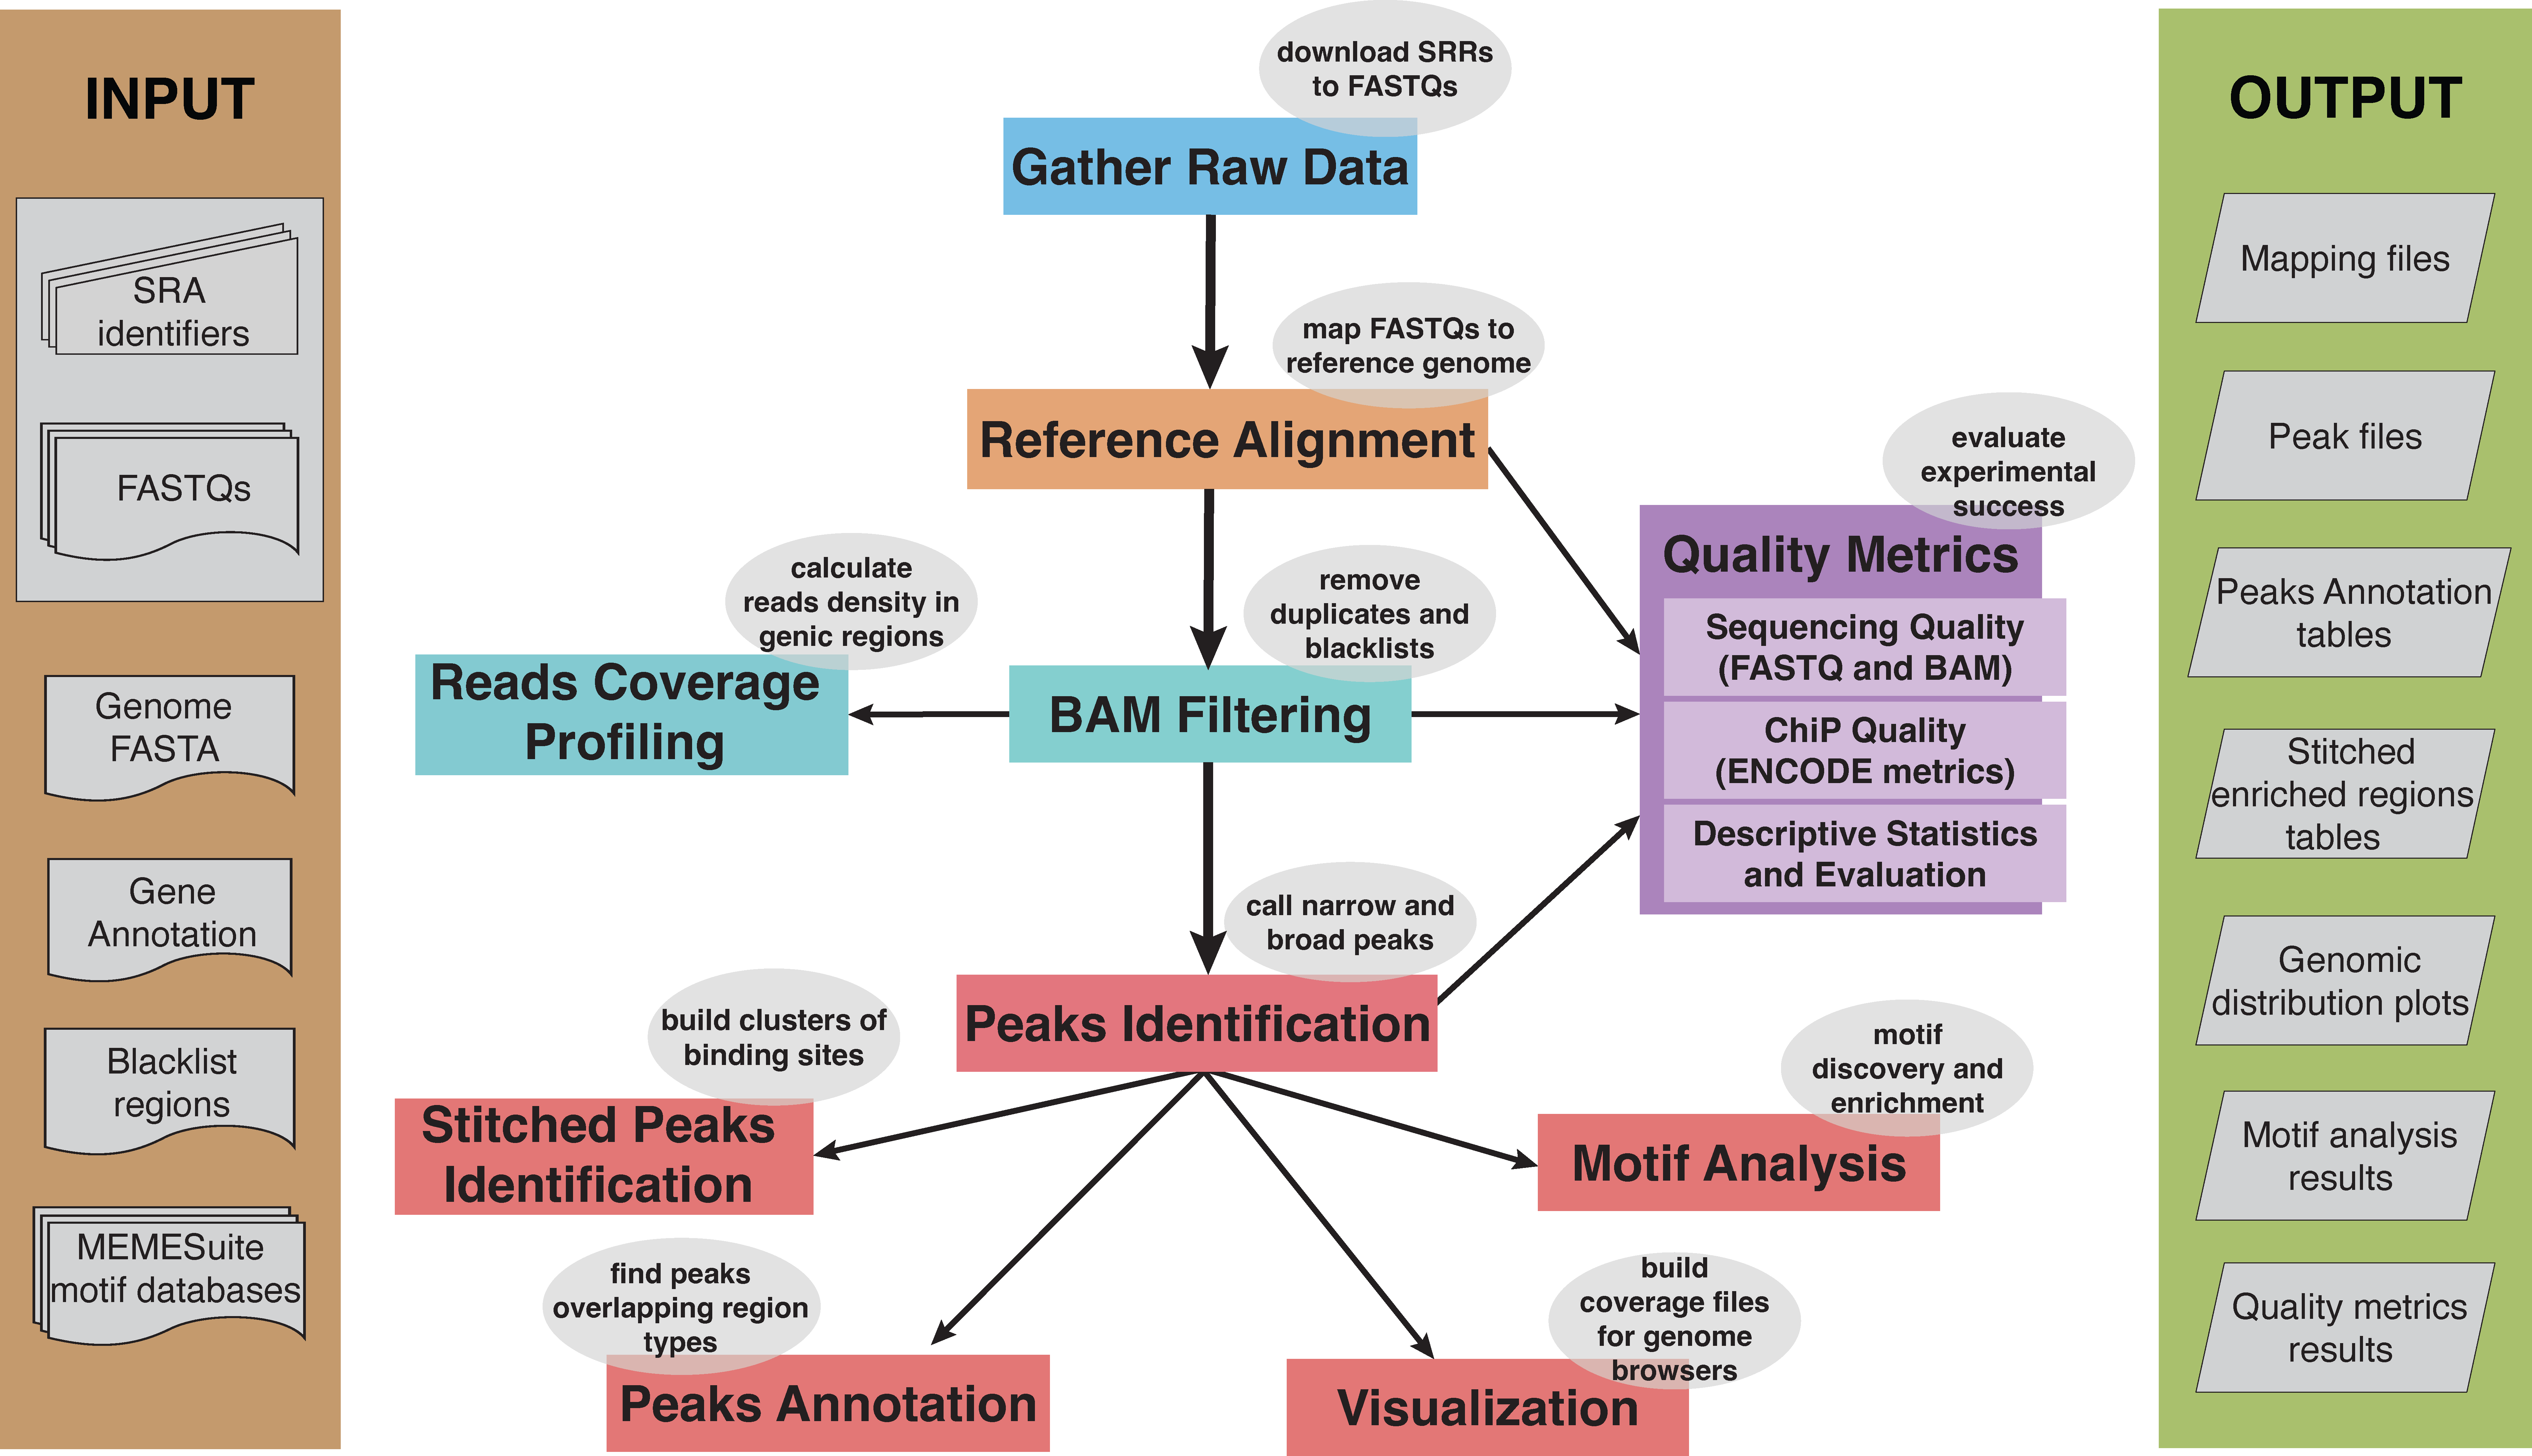 INPUT
SRA
identifiers
FASTQs
Genome
FASTA
Gene
Annotation
Blacklist
regions
MEMESuite
motif databases
download SRRs
to FASTQs
Gather Raw Data
map FASTQs to
reference genome
Reference Alignment
evaluate
experimental
success
Quality Metrics
Sequencing Quality
(FASTQ and BAM)
ChiP Quality
(ENCODE metrics)
Descriptive Statistics
and Evaluation
calculate
reads density in
genic regions
Reads Coverage
Profiling
remove
duplicates and
blacklists
BAM Filtering
call narrow and
broad peaks
Peaks Identification
build clusters of
binding sites
Stitched Peaks
Identification
motif
discovery and
enrichment
Motif Analysis
find peaks
overlapping region
types
Peaks Annotation
build
coverage files
for genome
browsers
Visualization
OUTPUT
Mapping files
Peak files
Peaks Annotation
tables
Stitched
enriched regions
tables
Genomic
distribution plots
Motif analysis
results
Quality metrics
results